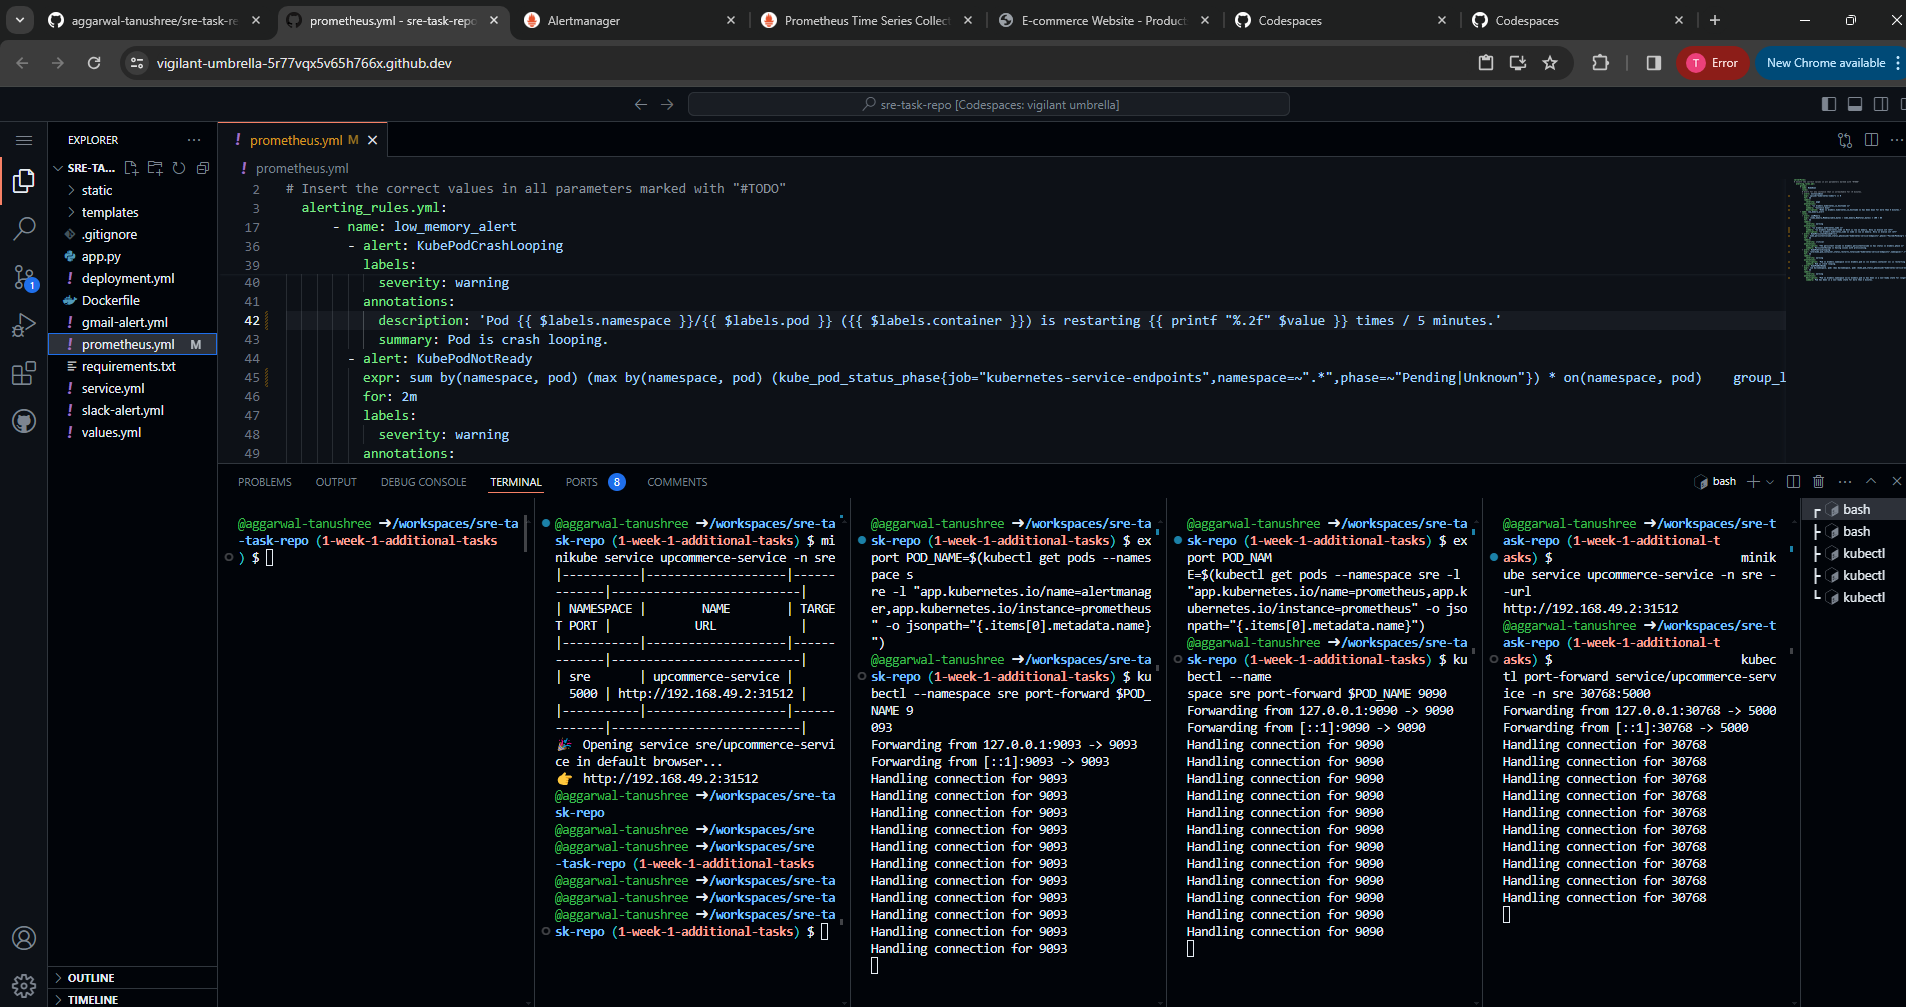 aggarwal-tanushree/sre-task-re
prometheus.yml - sre-task-repo
Alertmanager
Prometheus Time Series Collect
E-commerce Website - Product
Codespaces
Codespaces
vigilant-umbrella-5r77vqx5v65h766x.github.dev
T Error
New Chrome available
sre-task-repo [Codespaces: vigilant umbrella]
EXPLORER
SRE-TA...
static
templates
.gitignore
app.py
! deployment.yml
Dockerfile
! gmail-alert.yml
! prometheus.yml M
requirements.txt
! service.yml
! slack-alert.yml
! values.yml
OUTLINE
TIMELINE
1
! prometheus.yml M
! prometheus.yml
2 # Insert the correct values in all parameters marked with "#TODO"
3 alerting_rules.yml:
17 - name: low_memory_alert
36 - alert: KubePodCrashLooping
39 labels:
40 severity: warning
41 annotations:
42 description: 'Pod {{ $labels.namespace }}/{{ $labels.pod }} ({{ $labels.container }}) is restarting {{ printf "%.2f" $value }} times / 5 minutes.'
43 summary: Pod is crash looping.
44 - alert: KubePodNotReady
45 expr: sum by(namespace, pod) (max by(namespace, pod) (kube_pod_status_phase{job="kubernetes-service-endpoints",namespace=~".*",phase=~"Pending|Unknown"}) * on(namespace, pod) group_l
46 for: 2m
47 labels:
48 severity: warning
49 annotations:
PROBLEMS OUTPUT DEBUG CONSOLE TERMINAL PORTS 8 COMMENTS
bash
@aggarwal-tanushree ➜/workspaces/sre-ta
-task-repo (1-week-1-additional-tasks
) $
@aggarwal-tanushree ➜/workspaces/sre-ta
sk-repo (1-week-1-additional-tasks) $ mi
nikube service upcommerce-service -n sre
|-----------|--------------------|------
-------|---------------------------|
| NAMESPACE | NAME | TARGE
T PORT | URL |
|-----------|--------------------|------
-------|---------------------------|
| sre | upcommerce-service |
5000 | http://192.168.49.2:31512 |
|-----------|--------------------|------
-------|---------------------------|
🎉 Opening service sre/upcommerce-servi
ce in default browser...
👉 http://192.168.49.2:31512
@aggarwal-tanushree ➜/workspaces/sre-ta
sk-repo
@aggarwal-tanushree ➜/workspaces/sre
@aggarwal-tanushree ➜/workspaces/sre
-task-repo (1-week-1-additional-tasks
@aggarwal-tanushree ➜/workspaces/sre-ta
@aggarwal-tanushree ➜/workspaces/sre-ta
@aggarwal-tanushree ➜/workspaces/sre-ta
sk-repo (1-week-1-additional-tasks) $
@aggarwal-tanushree ➜/workspaces/sre-ta
sk-repo (1-week-1-additional-tasks) $ ex
port POD_NAME=$(kubectl get pods --names
pace s
re -l "app.kubernetes.io/name=alertmanag
er,app.kubernetes.io/instance=prometheus
" -o jsonpath="{.items[0].metadata.name}
")
@aggarwal-tanushree ➜/workspaces/sre-ta
sk-repo (1-week-1-additional-tasks) $ ku
bectl --namespace sre port-forward $POD_
NAME 9
093
Forwarding from 127.0.0.1:9093 -> 9093
Forwarding from [::1]:9093 -> 9093
Handling connection for 9093
Handling connection for 9093
Handling connection for 9093
Handling connection for 9093
Handling connection for 9093
Handling connection for 9093
Handling connection for 9093
Handling connection for 9093
Handling connection for 9093
Handling connection for 9093
Handling connection for 9093
@aggarwal-tanushree ➜/workspaces/sre-ta
sk-repo (1-week-1-additional-tasks) $ ex
port POD_NAM
E=$(kubectl get pods --namespace sre -l
"app.kubernetes.io/name=prometheus,app.k
ubernetes.io/instance=prometheus" -o jso
npath="{.items[0].metadata.name}")
@aggarwal-tanushree ➜/workspaces/sre-ta
sk-repo (1-week-1-additional-tasks) $ ku
bectl --name
space sre port-forward $POD_NAME 9090
Forwarding from 127.0.0.1:9090 -> 9090
Forwarding from [::1]:9090 -> 9090
Handling connection for 9090
Handling connection for 9090
Handling connection for 9090
Handling connection for 9090
Handling connection for 9090
Handling connection for 9090
Handling connection for 9090
Handling connection for 9090
Handling connection for 9090
Handling connection for 9090
Handling connection for 9090
Handling connection for 9090
@aggarwal-tanushree ➜/workspaces/sre-t
ask-repo (1-week-1-additional-t
asks) $ minik
ube service upcommerce-service -n sre -
-url
http://192.168.49.2:31512
@aggarwal-tanushree ➜/workspaces/sre-t
ask-repo (1-week-1-additional-t
asks) $ kubec
tl port-forward service/upcommerce-serv
ice -n sre 30768:5000
Forwarding from 127.0.0.1:30768 -> 5000
Forwarding from [::1]:30768 -> 5000
Handling connection for 30768
Handling connection for 30768
Handling connection for 30768
Handling connection for 30768
Handling connection for 30768
Handling connection for 30768
Handling connection for 30768
Handling connection for 30768
Handling connection for 30768
Handling connection for 30768
bash
bash
kubectl
kubectl
kubectl